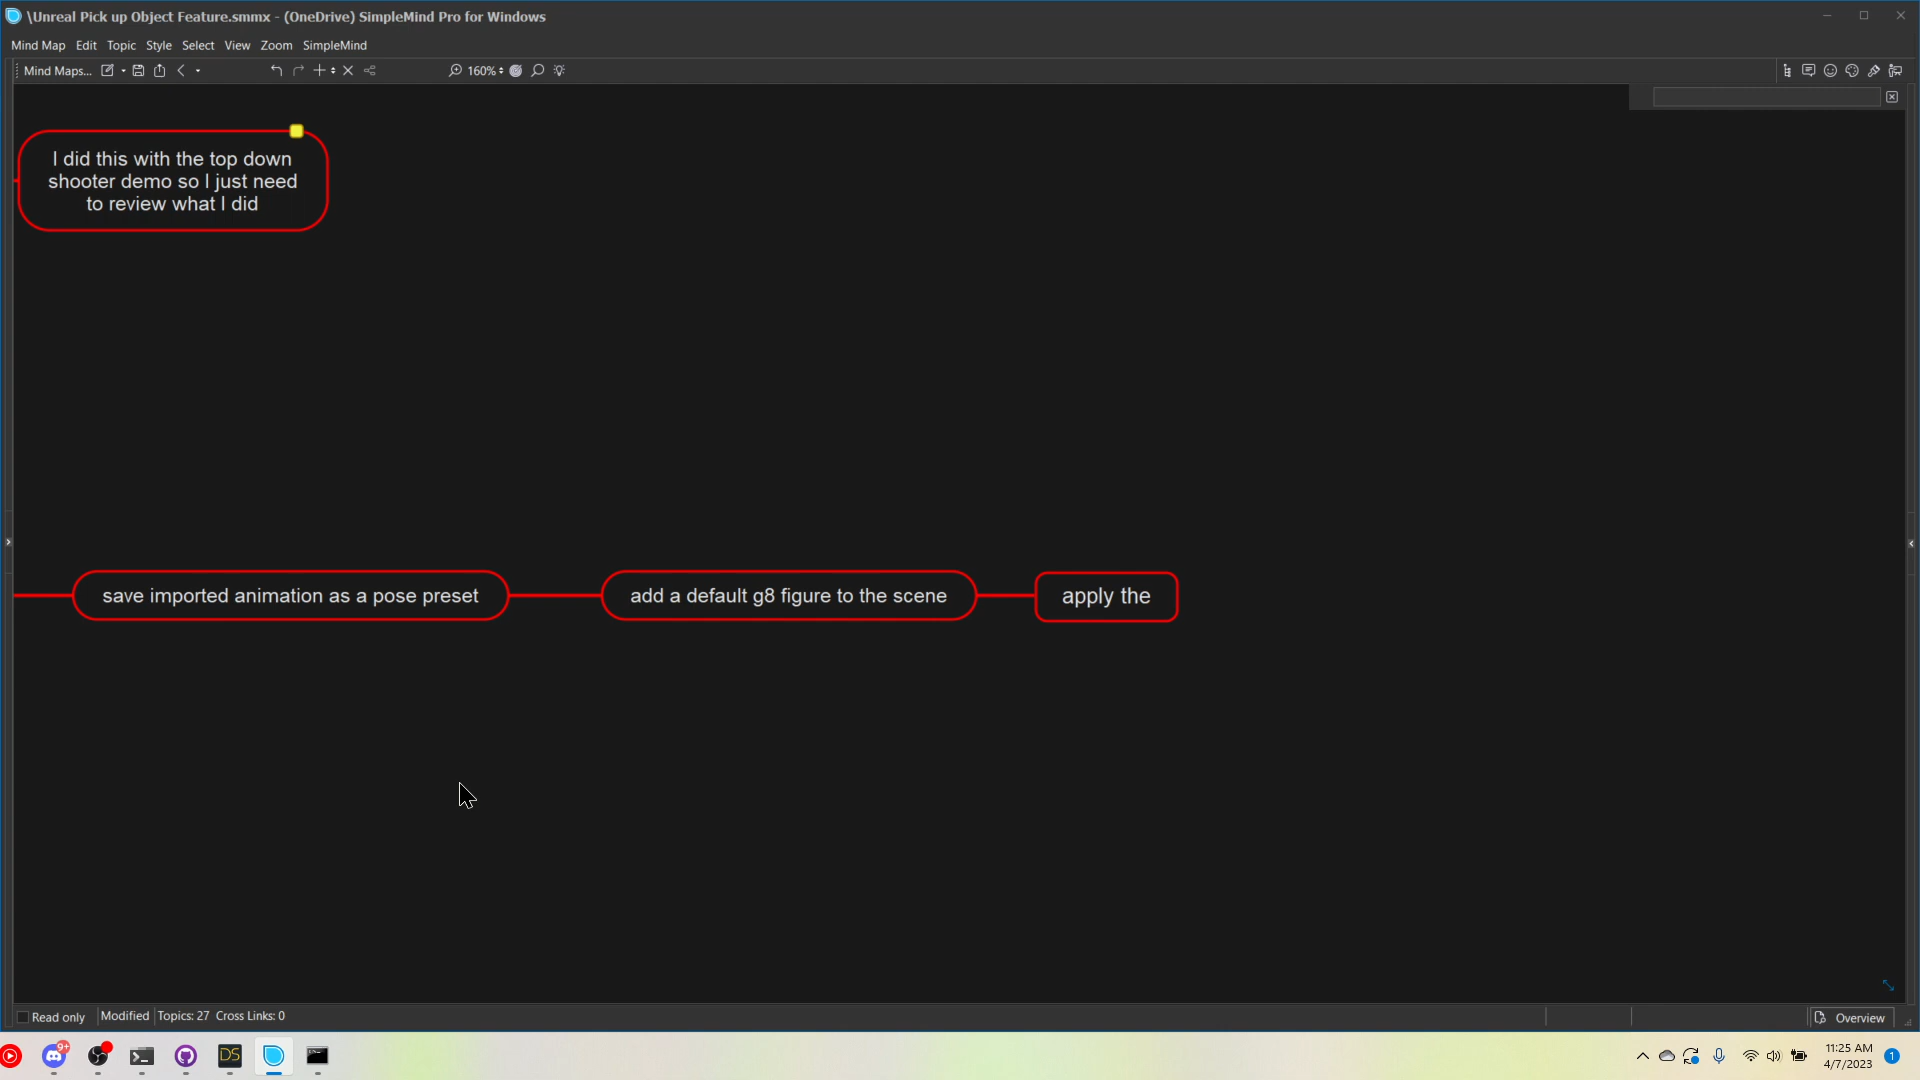 \Unreal Pick up Object Feature.smmx - (OneDrive) SimpleMind Pro for Windows
Mind Map Edit Topic Style Select View Zoom SimpleMind
Mind Maps... 160%
I did this with the top down
shooter demo so I just need
to review what I did
save imported animation as a pose preset
add a default g8 figure to the scene
apply the
Read only Modified Topics: 27 Cross Links: 0
Overview
9+
DS
11:25 AM
4/7/2023
1